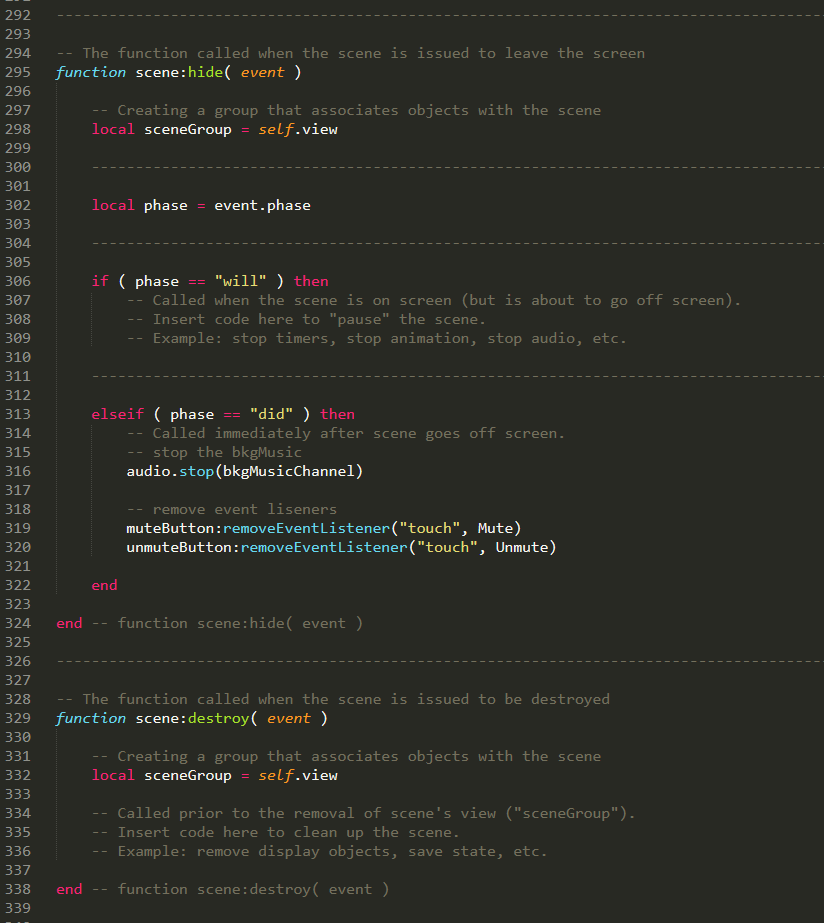 292 ----------------------------------------------------------------------------------------
293
294 -- The function called when the scene is issued to leave the screen
295 function scene:hide( event )
296
297     -- Creating a group that associates objects with the scene
298     local sceneGroup = self.view
299
300     ------------------------------------------------------------------------------------
301
302     local phase = event.phase
303
304     ------------------------------------------------------------------------------------
305
306     if ( phase == "will" ) then
307         -- Called when the scene is on screen (but is about to go off screen).
308         -- Insert code here to "pause" the scene.
309         -- Example: stop timers, stop animation, stop audio, etc.
310
311     ------------------------------------------------------------------------------------
312
313     elseif ( phase == "did" ) then
314         -- Called immediately after scene goes off screen.
315         -- stop the bkgMusic
316         audio.stop(bkgMusicChannel)
317
318         -- remove event liseners
319         muteButton:removeEventListener("touch", Mute)
320         unmuteButton:removeEventListener("touch", Unmute)
321
322     end
323
324 end -- function scene:hide( event )
325
326 ----------------------------------------------------------------------------------------
327
328 -- The function called when the scene is issued to be destroyed
329 function scene:destroy( event )
330
331     -- Creating a group that associates objects with the scene
332     local sceneGroup = self.view
333
334     -- Called prior to the removal of scene's view ("sceneGroup").
335     -- Insert code here to clean up the scene.
336     -- Example: remove display objects, save state, etc.
337
338 end -- function scene:destroy( event )
339